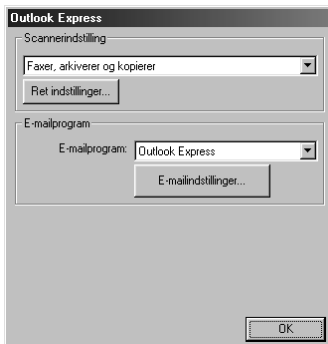 Outlook Express
Scannerindstilling
Faxer, arkiverer og kopierer
Ret indstillinger...
E-mailprogram
E-mailprogram: Outlook Express
E-mailindstillinger...
OK